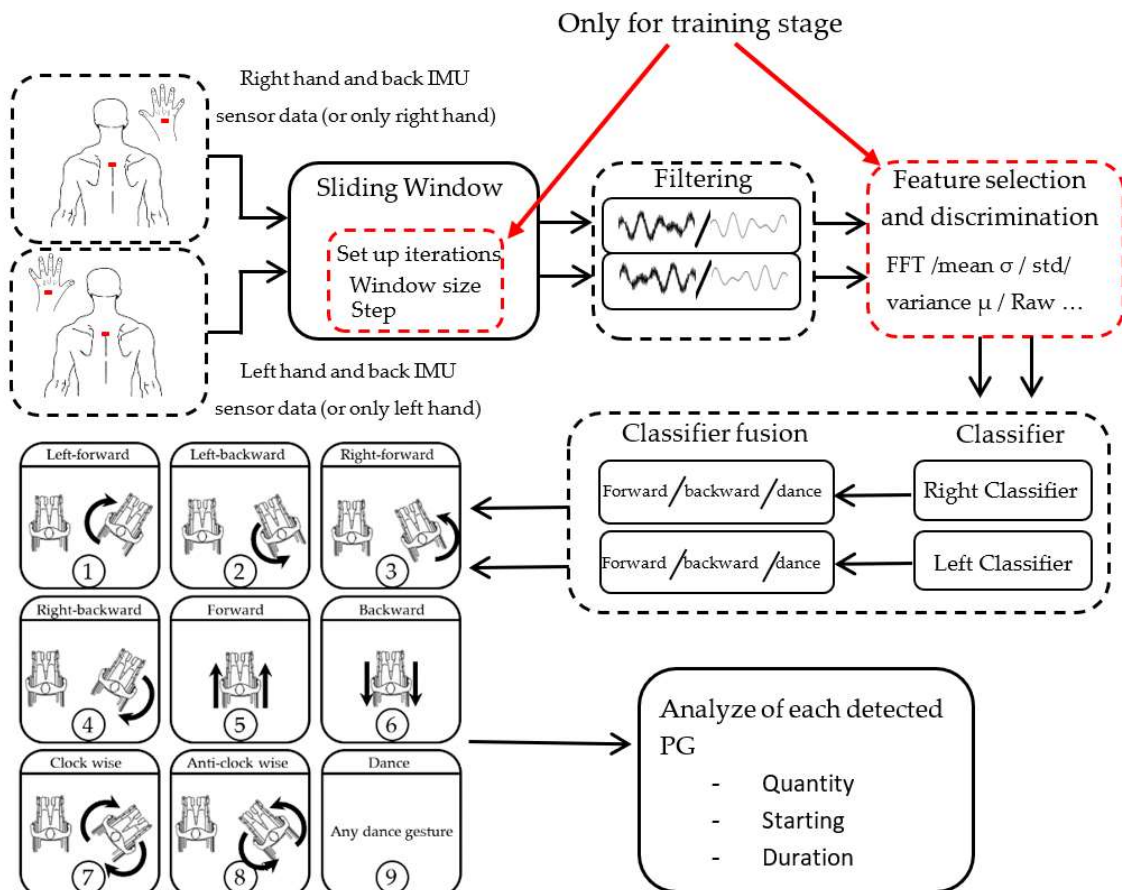 Only for training stage
Right hand and back IMU
sensor data (or only right hand)
Sliding Window
Set up iterations
Window size
Step
Filtering
Feature selection
and discrimination
FFT /mean σ / std/
variance μ / Raw ...
Left hand and back IMU
sensor data (or only left hand)
Classifier fusion
Classifier
Forward / backward / dance
Right Classifier
Forward / backward / dance
Left Classifier
Left-forward
1
Left-backward
2
Right-forward
3
Right-backward
4
Forward
5
Backward
6
Clock wise
7
Anti-clock wise
8
Dance
Any dance gesture
9
Analyze of each detected
PG
- Quantity
- Starting
- Duration